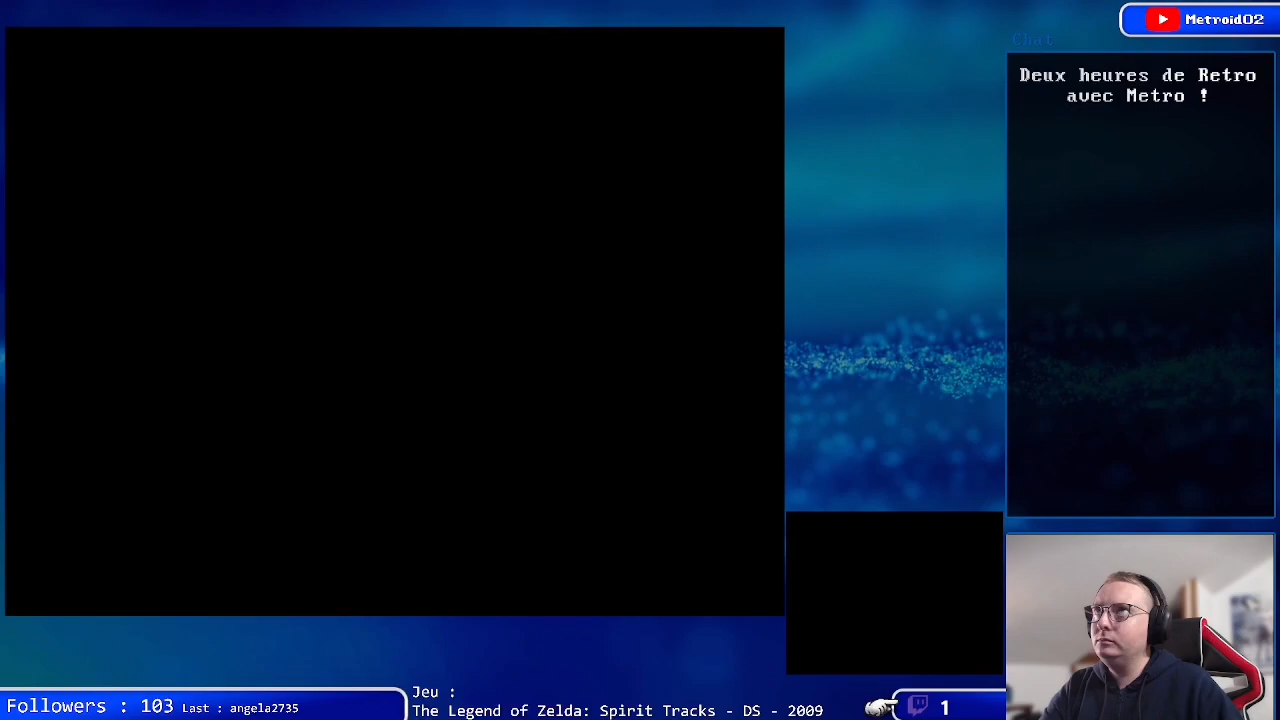 Metroid02
Chat
Deux heures de Retro
avec Metro !
Followers : 103 Last : angela2735
Jeu :
The Legend of Zelda: Spirit Tracks - DS - 2009
1